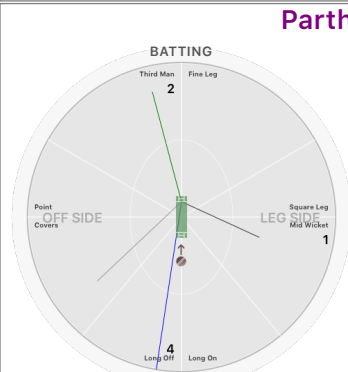 Parth
BATTING
Third Man
Fine Leg
2
Point
Square Leg
OFF SIDE
LEG SIDE
Covers
Mid Wicket
1
4
Long Off
Long On